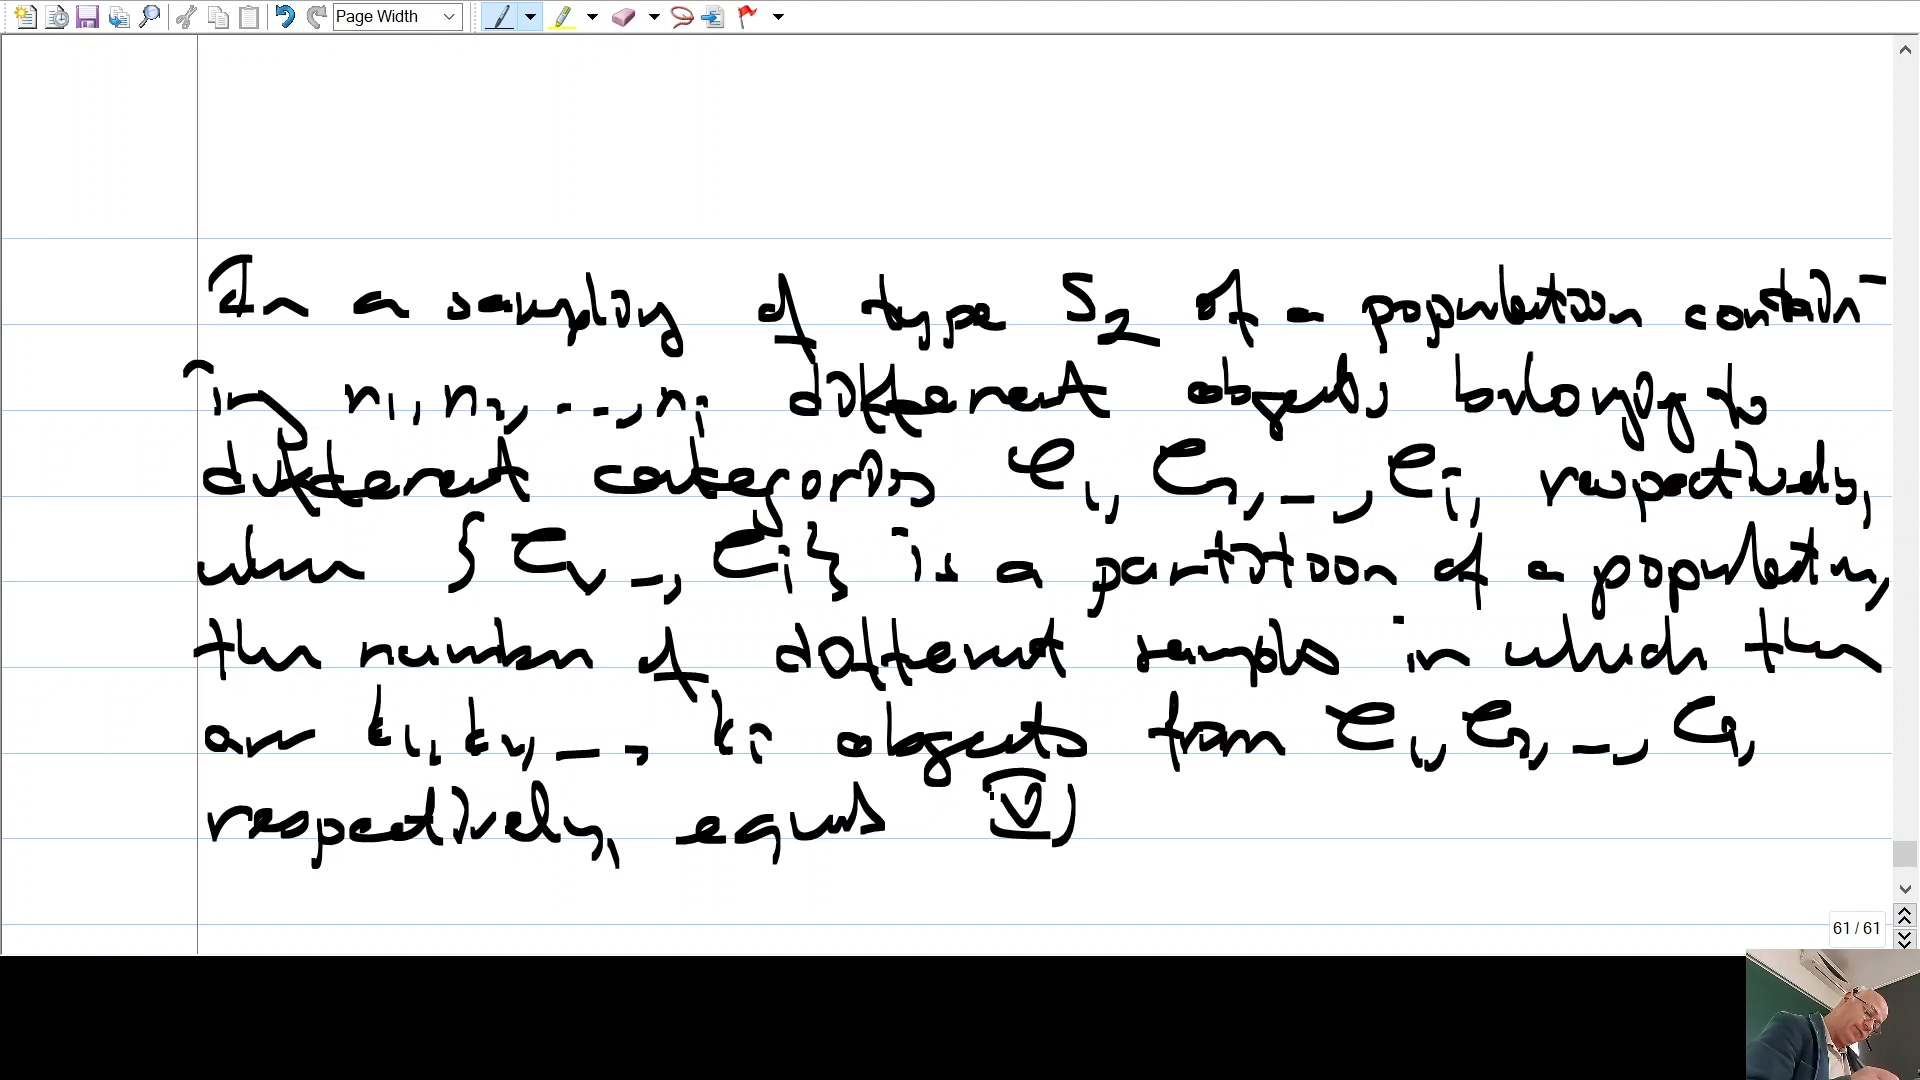 Page Width
In a sampling of type S₂ of a population contain-
ing n₁, n₂, ..., nᵢ different objects belonging to
different categories C₁, C₂, ..., Cᵢ, respectively,
where {C₁, ..., Cᵢ} is a partition of a population,
the number of different samples in which there
are k₁, k₂, ..., kᵢ objects from C₁, C₂, ..., Cᵢ,
respectively, equals V)
61 / 61